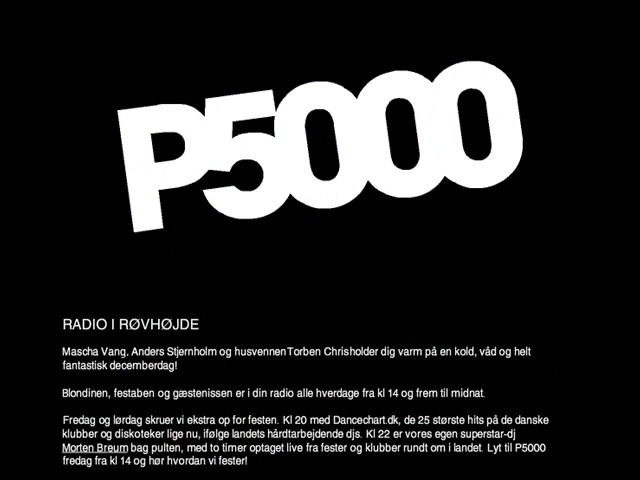 P5000
RADIO I RØVHØJDE
Mascha Vang, Anders Stjernholm og husvennenTorben Chrisholder dig varm på en kold, våd og helt
fantastisk decemberdag!
Blondinen, festaben og gæstenissen er i din radio alle hverdage fra kl 14 og frem til midnat.
Fredag og lørdag skruer vi ekstra op for festen. Kl 20 med Dancechart.dk, de 25 største hits på de danske
klubber og diskoteker lige nu, ifølge landets hårdtarbejdende djs. Kl 22 er vores egen superstar-dj
Morten Breum bag pulten, med to timer optaget live fra fester og klubber rundt om i landet. Lyt til P5000
fredag fra kl 14 og hør hvordan vi fester!